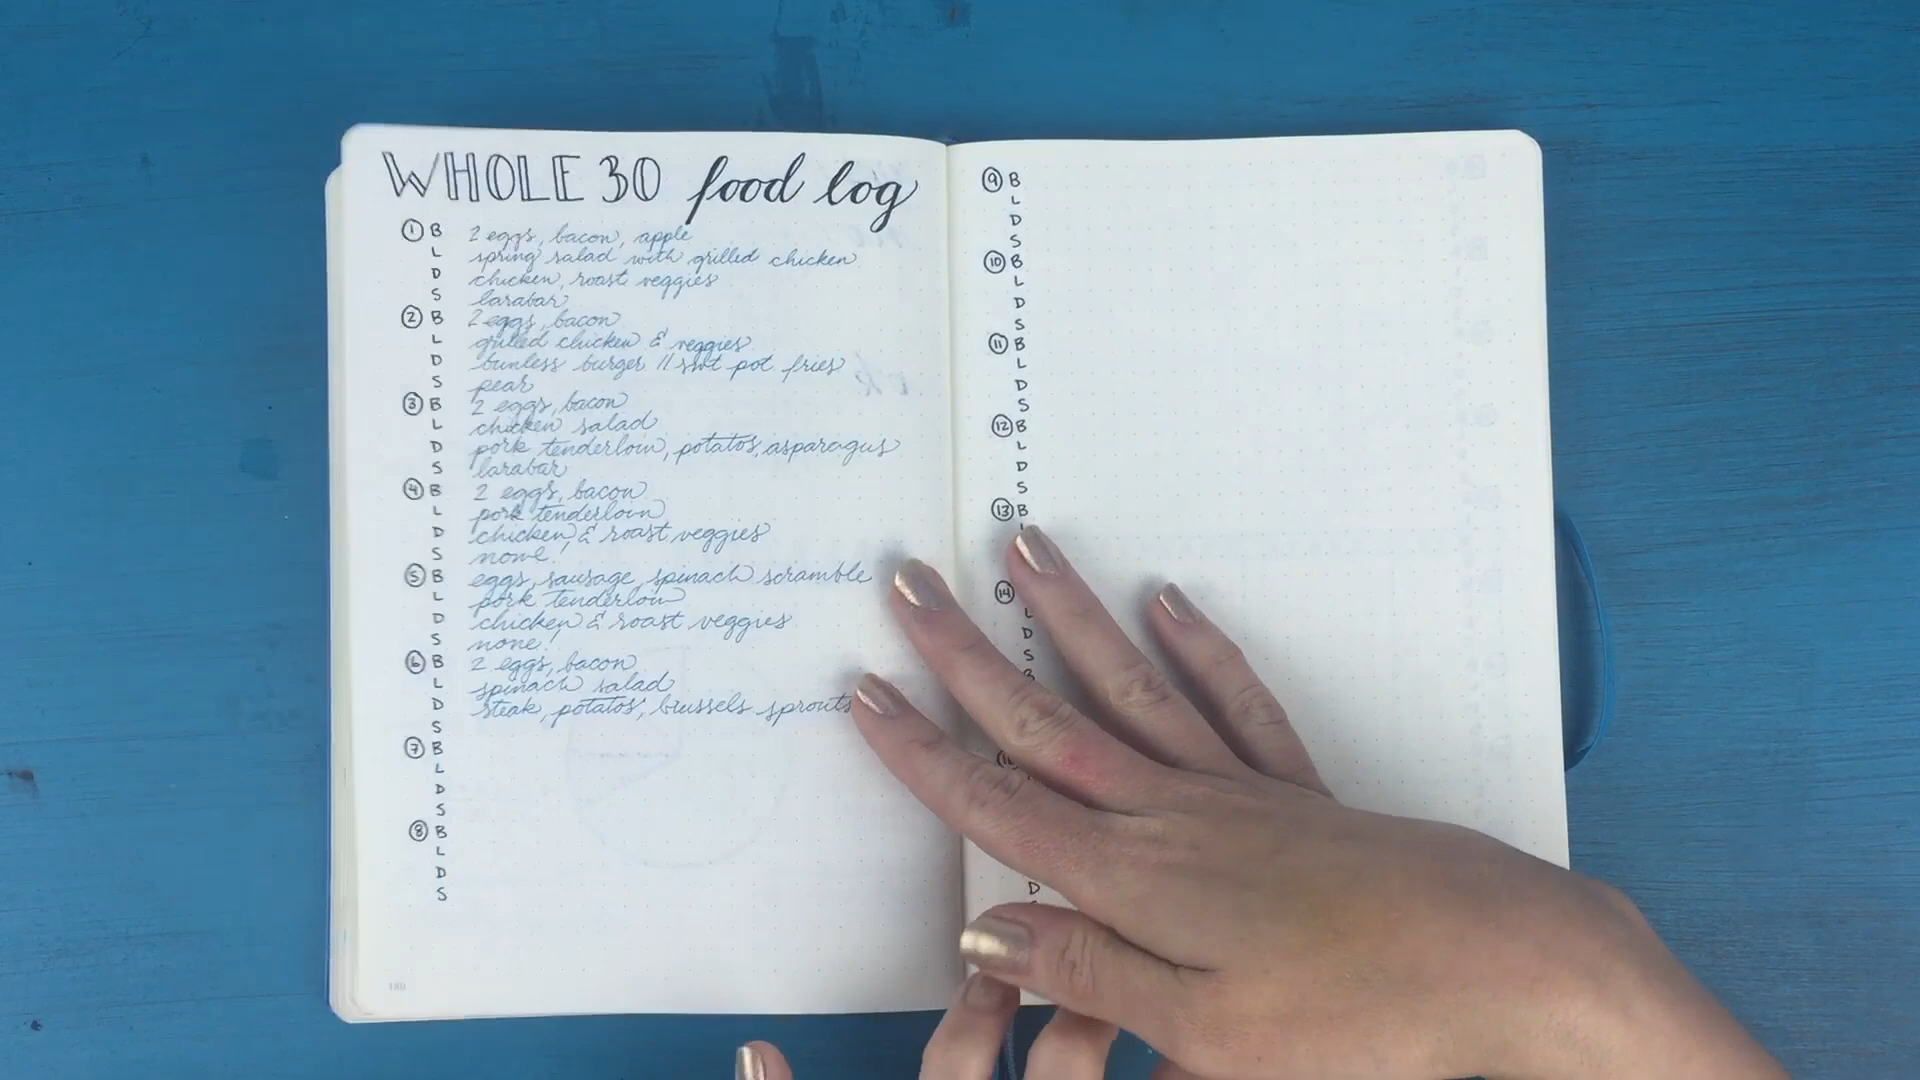 WHOLE 30 food log
① B 2 eggs, bacon, apple
L spring salad with grilled chicken
D chicken, roast veggies
S larabar
② B 2 eggs, bacon
L grilled chicken & veggies
D bunless burger // swt pot fries
S pear
③ B 2 eggs, bacon
L chicken salad
D pork tenderloin, potatos, asparagus
S larabar
④ B 2 eggs, bacon
L pork tenderloin
D chicken & roast veggies
S none!
⑤ B eggs, sausage, spinach scramble
L pork tenderloin
D chicken & roast veggies
S none!
⑥ B 2 eggs, bacon
L spinach salad
D steak, potatos, brussels sprouts
S
⑦ B
L
D
S
⑧ B
L
D
S
180
⑨ B
L
D
S
⑩ B
L
D
S
⑪ B
L
D
S
⑫ B
L
D
S
⑬ B
⑭
L
D
S
B
D